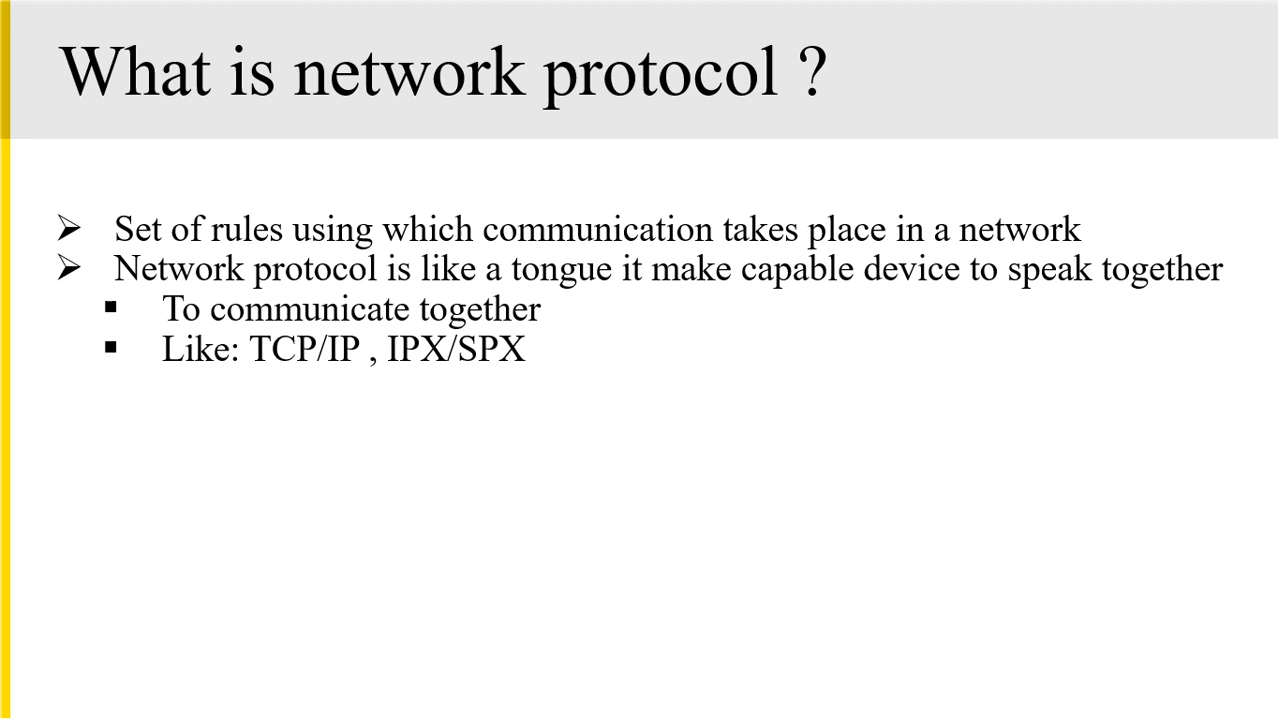 What is network protocol ?
➢ Set of rules using which communication takes place in a network
➢ Network protocol is like a tongue it make capable device to speak together
▪ To communicate together
▪ Like: TCP/IP , IPX/SPX